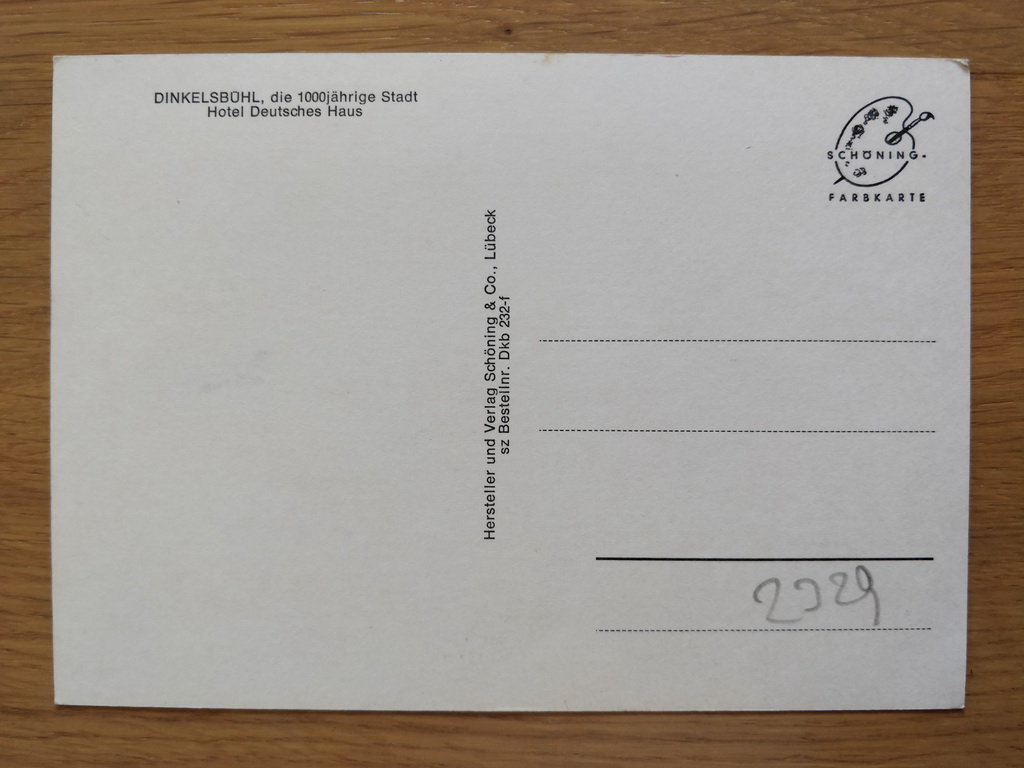 DINKELSBÜHL, die 1000jährige Stadt
Hotel Deutsches Haus
SCHÖNING.
FARBKARTE
Hersteller und Verlag Schöning & Co., Lübeck
sz Bestellnr. Dkb 232-f